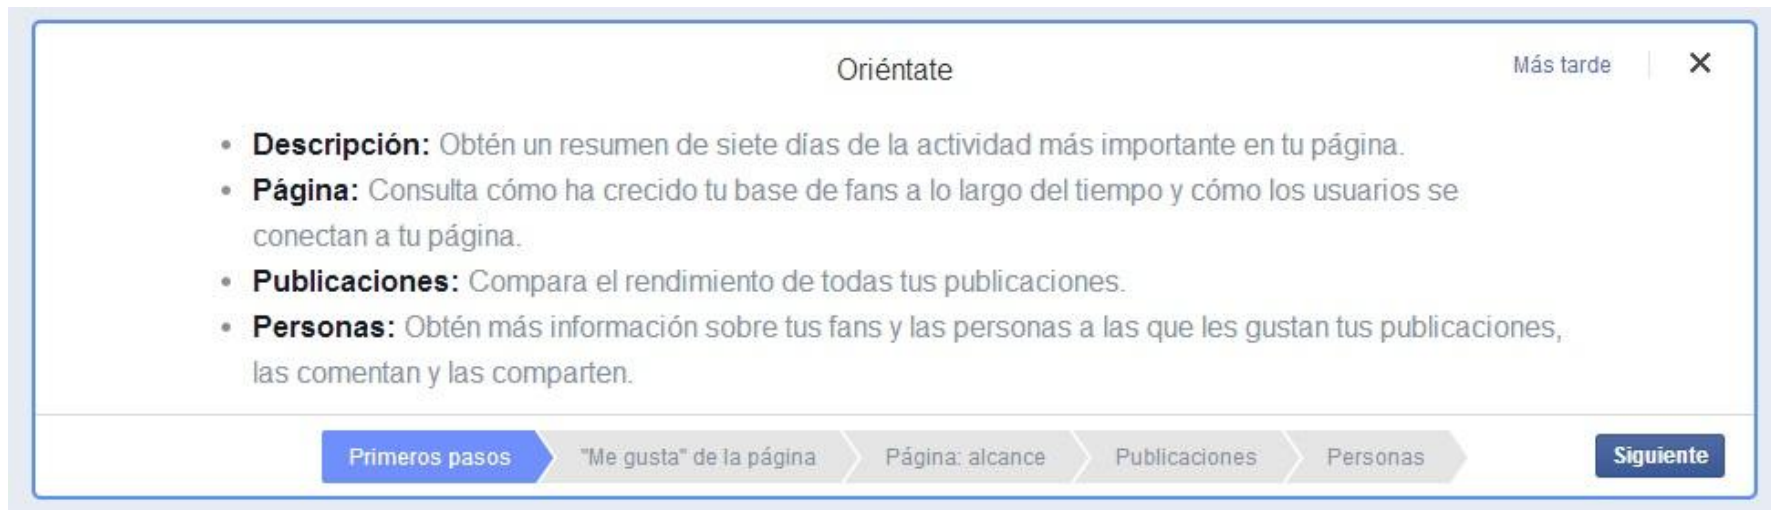 Oriéntate
Más tarde
Descripción: Obtén un resumen de siete días de la actividad más importante en tu página.
Página: Consulta cómo ha crecido tu base de fans a lo largo del tiempo y cómo los usuarios se
conectan a tu página.
Publicaciones: Compara el rendimiento de todas tus publicaciones.
Personas: Obtén más información sobre tus fans y las personas a las que les gustan tus publicaciones,
las comentan y las comparten.
Primeros pasos
"Me gusta" de la página
Página: alcance
Publicaciones
Personas
Siguiente